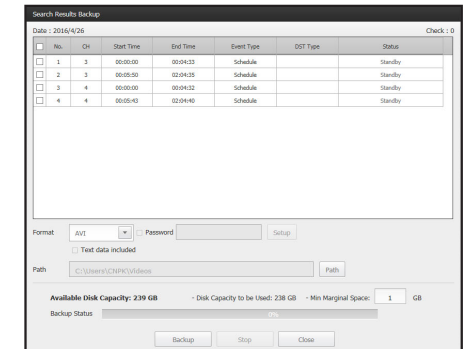 Search Results Backup
Date : 2016/4/26 Check : 0
No. CH Start Time End Time Event Type DST Type Status
1 3 00:00:00 00:04:33 Schedule Standby
2 3 00:05:50 02:04:35 Schedule Standby
3 4 00:00:00 00:04:32 Schedule Standby
4 4 00:05:43 02:04:40 Schedule Standby
Format AVI Password Setup
Text data included
Path C:\Users\CNPK\Videos Path
Available Disk Capacity: 239 GB - Disk Capacity to be Used: 238 GB - Min Marginal Space: 1 GB
Backup Status 0%
Backup Stop Close